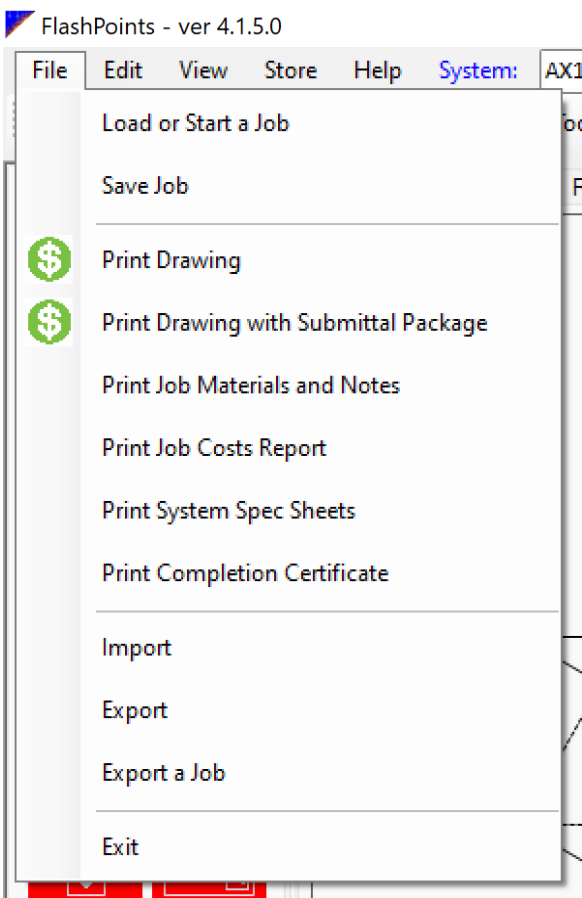 FlashPoints - ver 4.1.5.0
File Edit View Store Help System: AX1
Load or Start a Job
Save Job
$ Print Drawing
$ Print Drawing with Submittal Package
Print Job Materials and Notes
Print Job Costs Report
Print System Spec Sheets
Print Completion Certificate
Import
Export
Export a Job
Exit